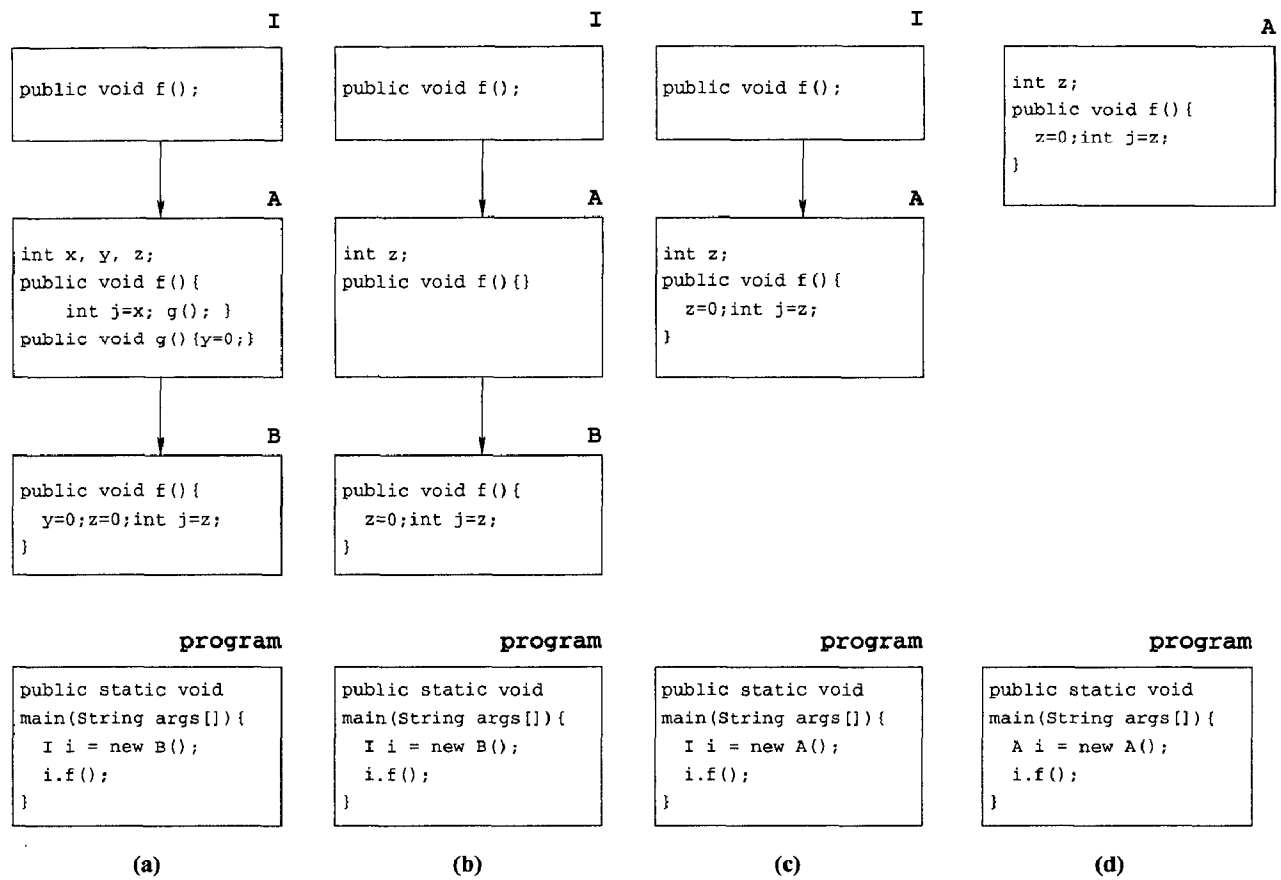 I
public void f();
A
int x, y, z;
public void f(){
int j=x; g(); }
public void g(){y=0;}
B
public void f(){
y=0;z=0;int j=z;
}
program
public static void
main(String args[]){
I i = new B();
i.f();
}
(a)
I
public void f();
A
int z;
public void f(){}
B
public void f(){
z=0;int j=z;
}
program
public static void
main(String args[]){
I i = new B();
i.f();
}
(b)
I
public void f();
A
int z;
public void f(){
z=0;int j=z;
}
program
public static void
main(String args[]){
I i = new A();
i.f();
}
(c)
A
int z;
public void f(){
z=0;int j=z;
}
program
public static void
main(String args[]){
A i = new A();
i.f();
}
(d)